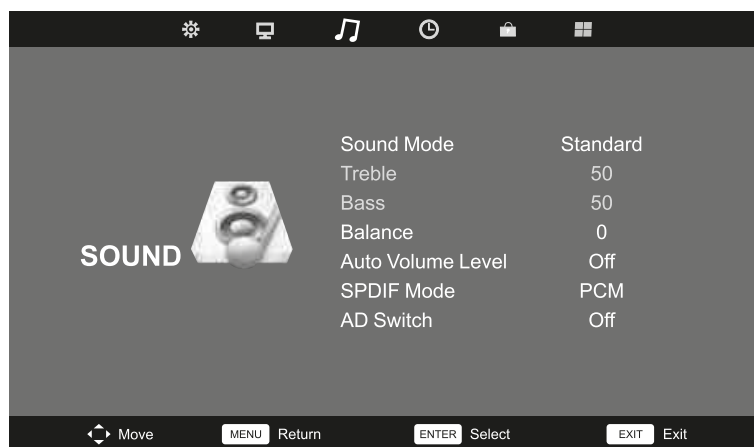 SOUND
Sound Mode Standard
Treble 50
Bass 50
Balance 0
Auto Volume Level Off
SPDIF Mode PCM
AD Switch Off
Move MENU Return ENTER Select EXIT Exit